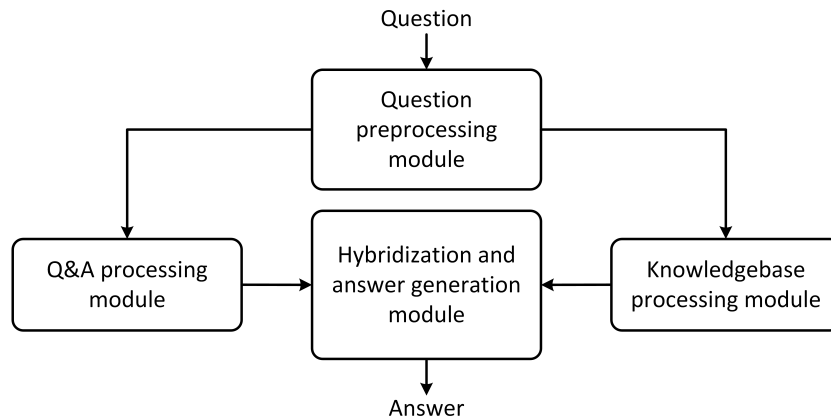 Question
Question
preprocessing
module
Q&A processing
module
Hybridization and
answer generation
module
Knowledgebase
processing module
Answer